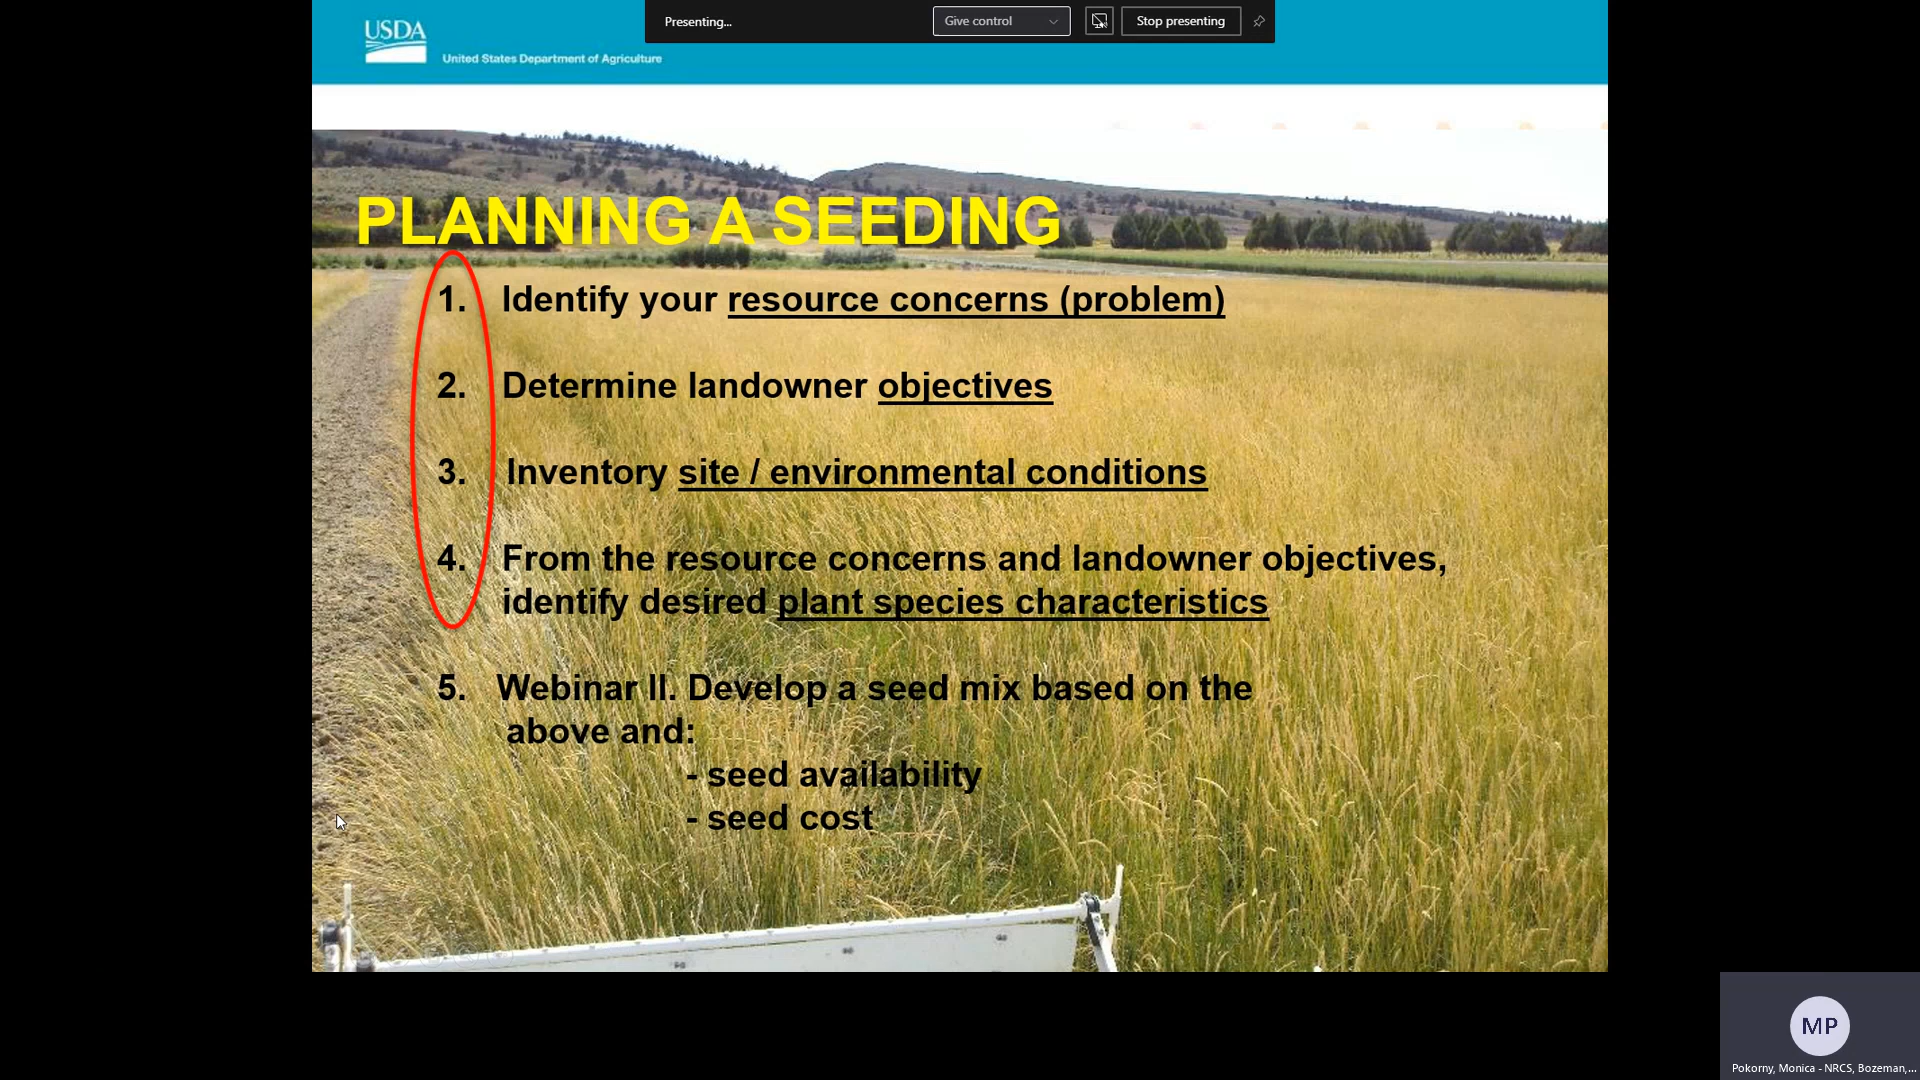 Presenting...
Give control
Stop presenting
USDA
United States Department of Agriculture
PLANNING A SEEDING
1. Identify your resource concerns (problem)
2. Determine landowner objectives
3. Inventory site / environmental conditions
4. From the resource concerns and landowner objectives,
identify desired plant species characteristics
5. Webinar II. Develop a seed mix based on the
above and:
- seed availability
- seed cost
MP
Pokorny, Monica - NRCS, Bozeman,...